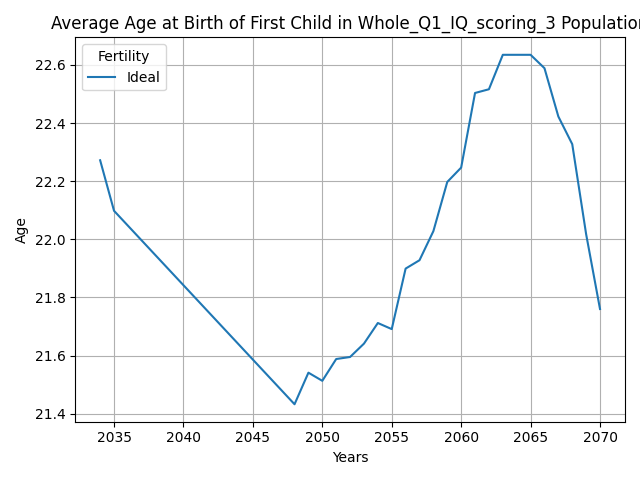 Average Age at Birth of First Child in Whole_Q1_IQ_scoring_3 Population
Fertility
Ideal
22.6
22.4
22.2
22.0
21.8
21.6
21.4
Age
2035 2040 2045 2050 2055 2060 2065 2070
Years